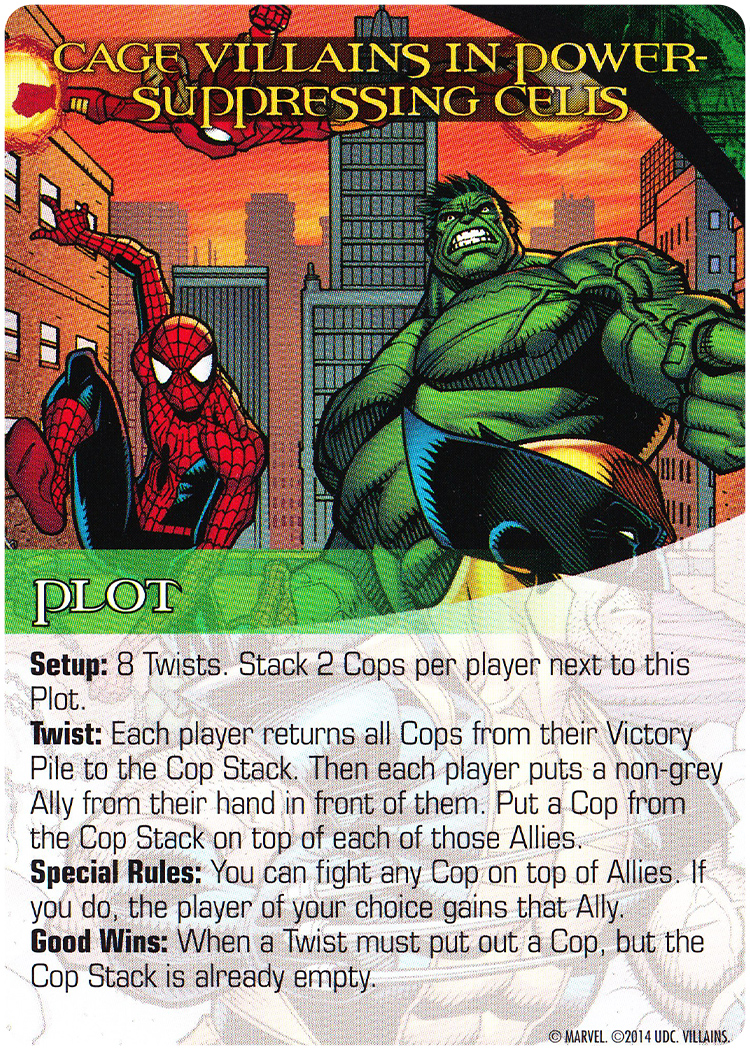 CAGE VILLAINS IN POWER-
SUPPRESSING CELLS
PLOT
Setup: 8 Twists. Stack 2 Cops per player next to this
Plot.
Twist: Each player returns all Cops from their Victory
Pile to the Cop Stack. Then each player puts a non-grey
Ally from their hand in front of them. Put a Cop from
the Cop Stack on top of each of those Allies.
Special Rules: You can fight any Cop on top of Allies. If
you do, the player of your choice gains that Ally.
Good Wins: When a Twist must put out a Cop, but the
Cop Stack is already empty.
© MARVEL. ©2014 UDC. VILLAINS.